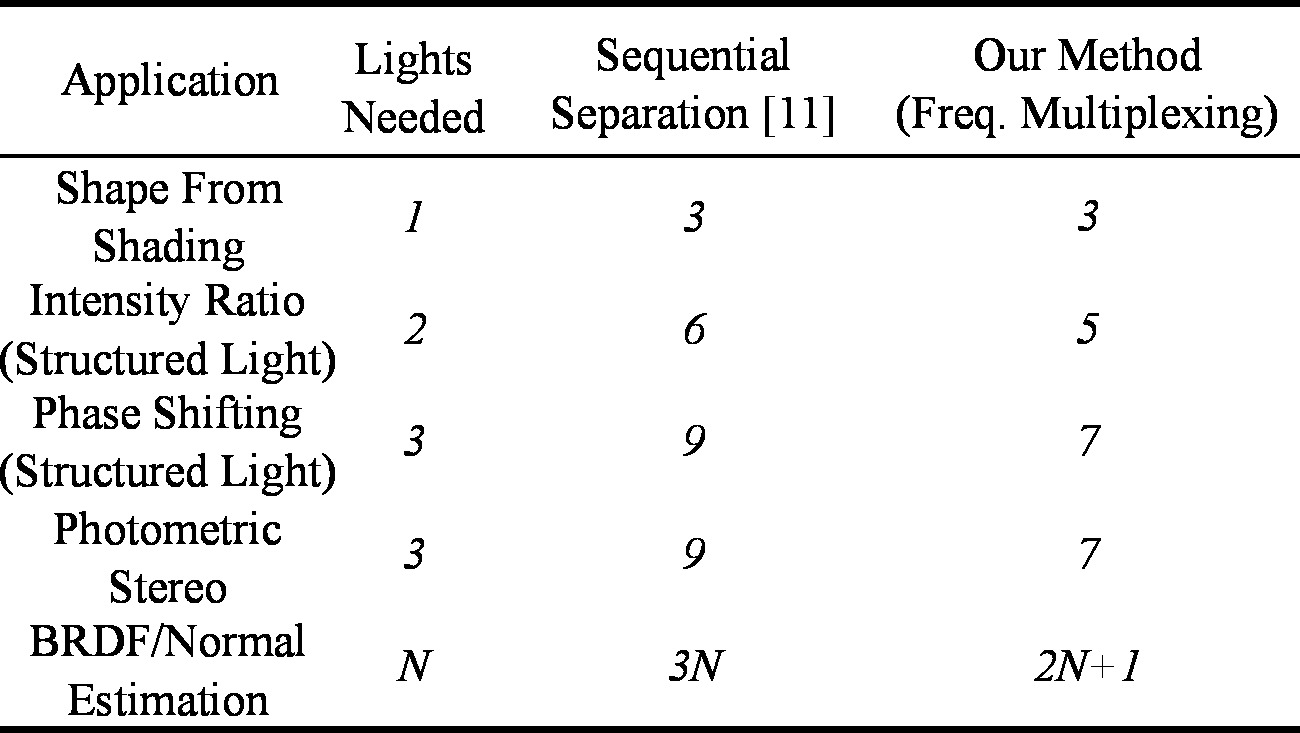 Application
Lights
Needed
Sequential
Separation [11]
Our Method
(Freq. Multiplexing)
Shape From
Shading
1
3
3
Intensity Ratio
(Structured Light)
2
6
5
Phase Shifting
(Structured Light)
3
9
7
Photometric
Stereo
3
9
7
BRDF/Normal
Estimation
N
3N
2N+1